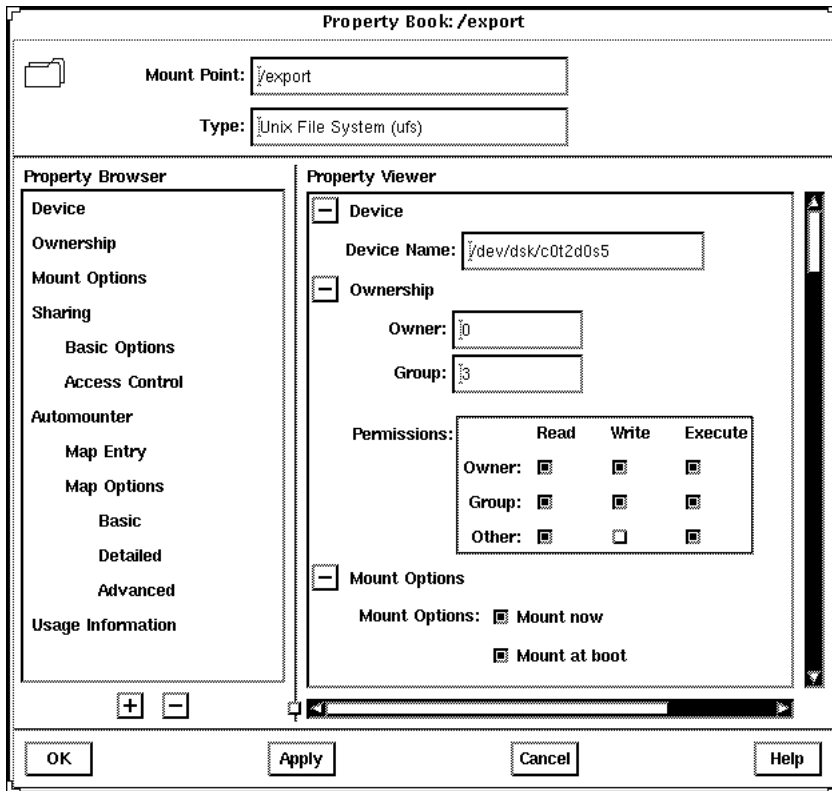 Property Book: /export
Mount Point: /export
Type: Unix File System (ufs)
Property Browser
Device
Ownership
Mount Options
Sharing
Basic Options
Access Control
Automounter
Map Entry
Map Options
Basic
Detailed
Advanced
Usage Information
+ −
Property Viewer
− Device
Device Name: /dev/dsk/c0t2d0s5
− Ownership
Owner: 0
Group: 3
Permissions: Read Write Execute
Owner:
Group:
Other:
− Mount Options
Mount Options: Mount now
Mount at boot
OK Apply Cancel Help